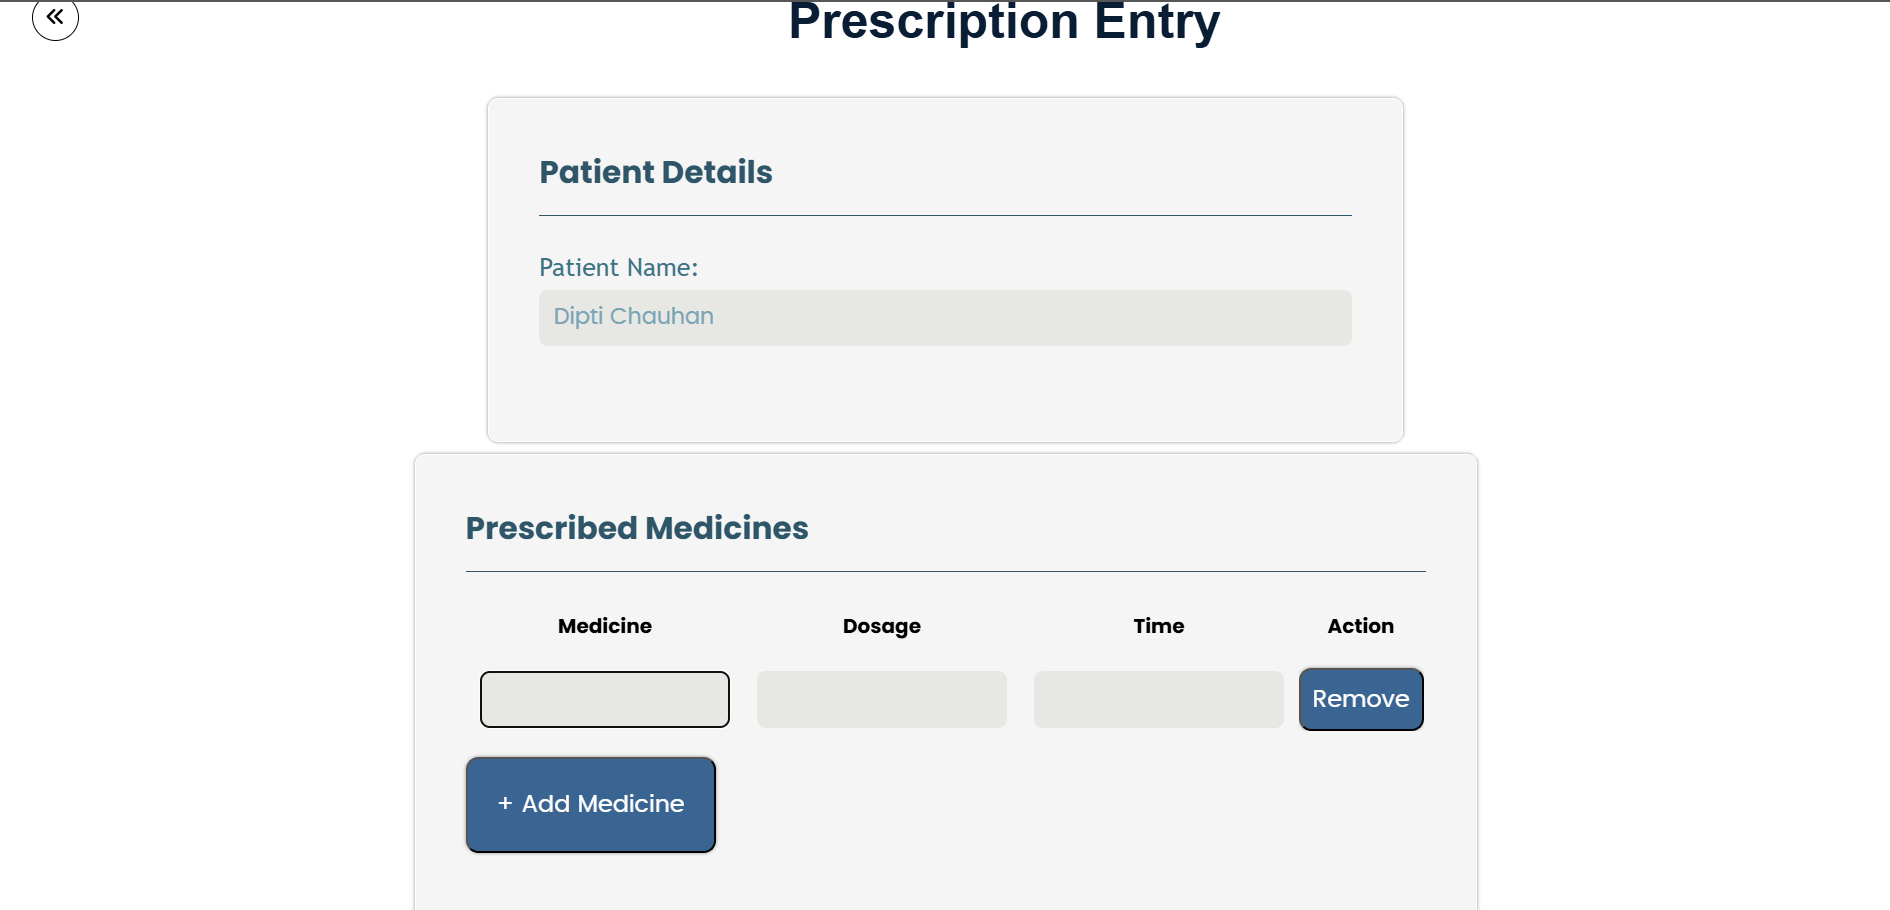 Prescription Entry
Patient Details
Patient Name:
Dipti Chauhan
Prescribed Medicines
Medicine Dosage Time Action
Remove
+ Add Medicine